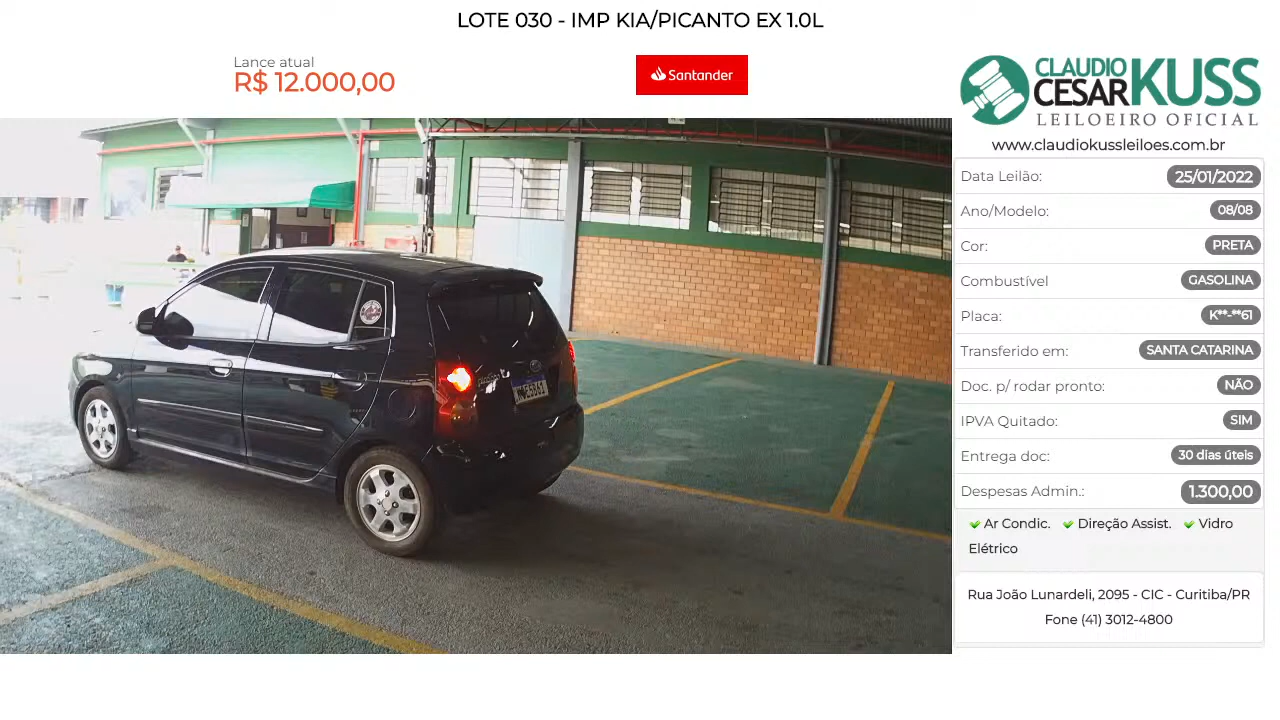 LOTE 030 - IMP KIA/PICANTO EX 1.0L
Lance atual
R$ 12.000,00
Santander
CLAUDIO
CESAR KUSS
LEILOEIRO OFICIAL
www.claudiokussleiloes.com.br
Data Leilão: 25/01/2022
Ano/Modelo: 08/08
Cor: PRETA
Combustível GASOLINA
Placa: K**-**61
Transferido em: SANTA CATARINA
Doc. p/ rodar pronto: NÃO
IPVA Quitado: SIM
Entrega doc: 30 dias úteis
Despesas Admin.: 1.300,00
Ar Condic. Direção Assist. Vidro
Elétrico
Rua João Lunardeli, 2095 - CIC - Curitiba/PR
Fone (41) 3012-4800